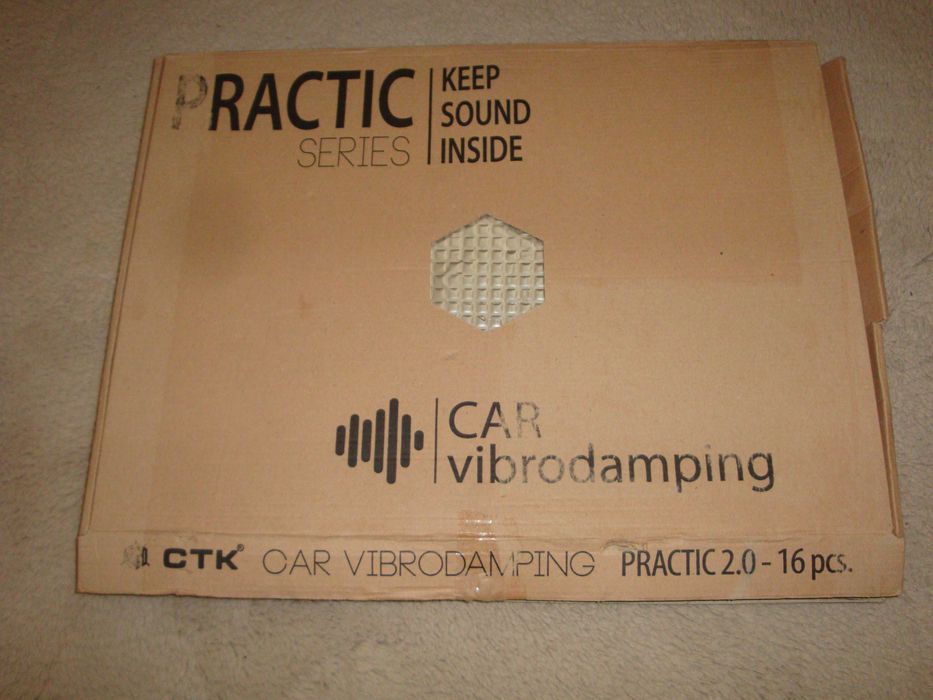 PRACTIC
SERIES
KEEP
SOUND
INSIDE
CAR
vibrodamping
CTK® CAR VIBRODAMPING PRACTIC 2.0 - 16 pcs.